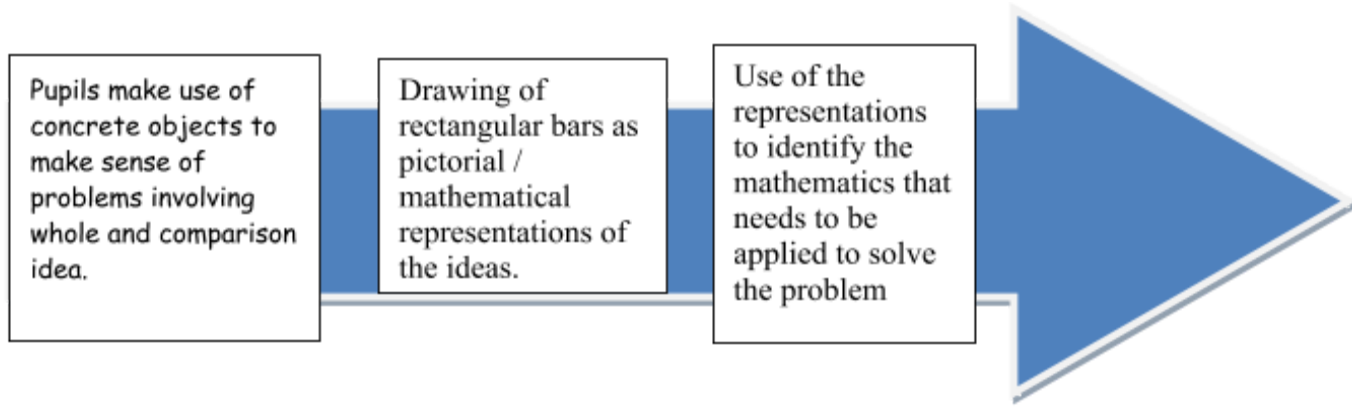 Pupils make use of
concrete objects to
make sense of
problems involving
whole and comparison
idea.
Drawing of
rectangular bars as
pictorial /
mathematical
representations of
the ideas.
Use of the
representations
to identify the
mathematics that
needs to be
applied to solve
the problem